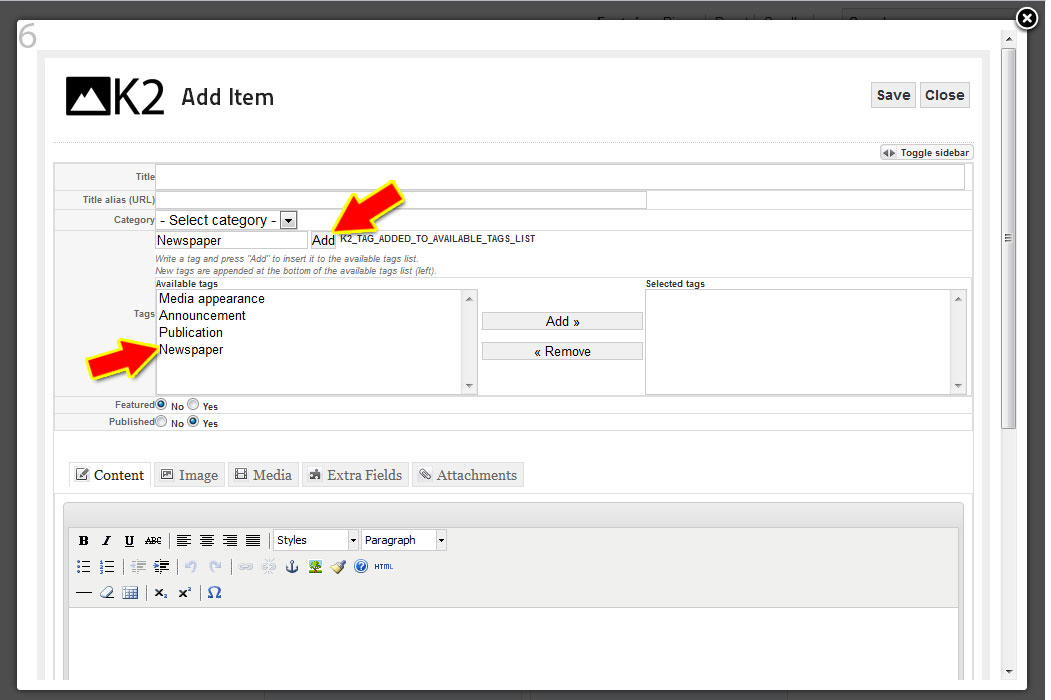 6
K2 Add Item
Save Close
Toggle sidebar
Title
Title alias (URL)
Category - Select category -
Newspaper Add K2_TAG_ADDED_TO_AVAILABLE_TAGS_LIST
Write a tag and press "Add" to insert it to the available tags list.
New tags are appended at the bottom of the available tags list (left).
Available tags Selected tags
Media appearance
Announcement
Tags
Publication
Newspaper
Add »
« Remove
Featured No Yes
Published No Yes
Content Image Media Extra Fields Attachments
B I U ABC Styles Paragraph
HTML
x₂ x² Ω